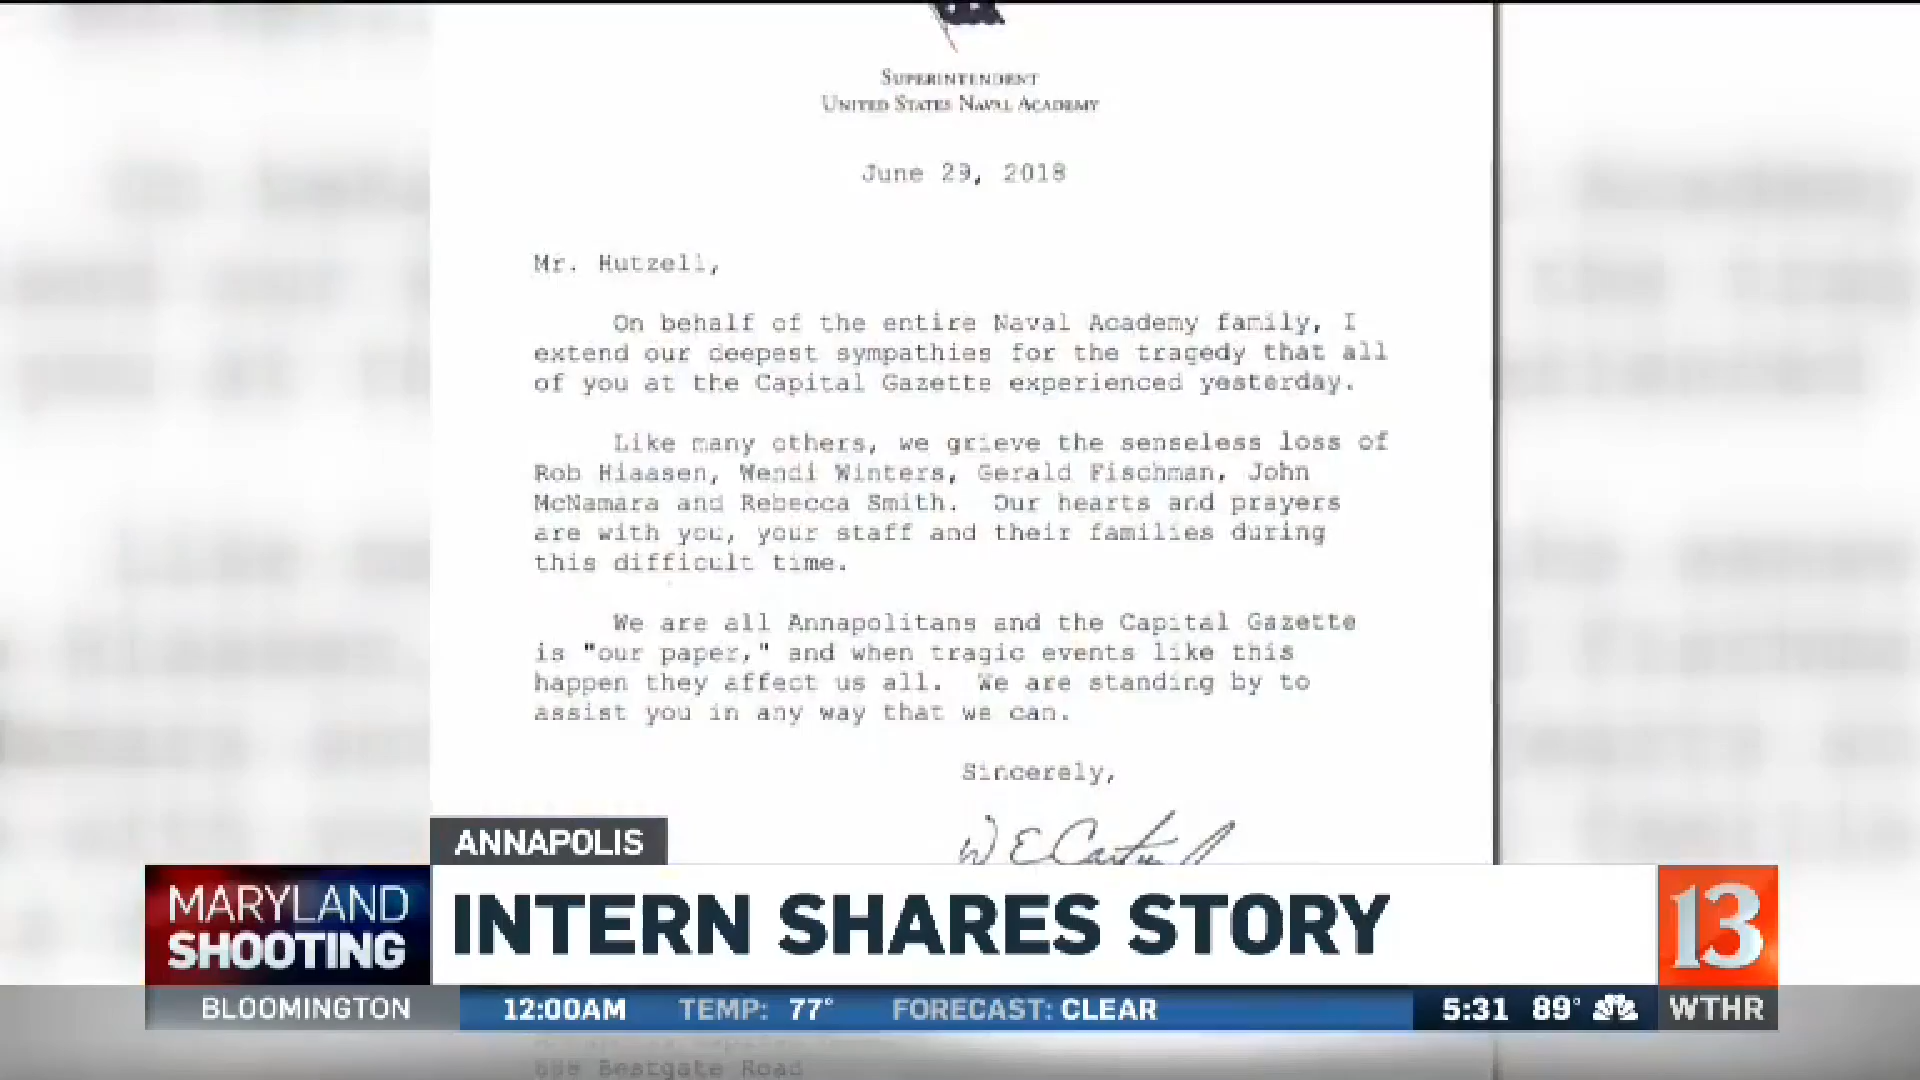 SUPERINTENDENT
UNITED STATES NAVAL ACADEMY
June 29, 2018
Mr. Hutzell,
On behalf of the entire Naval Academy family, I
extend our deepest sympathies for the tragedy that all
of you at the Capital Gazette experienced yesterday.
Like many others, we grieve the senseless loss of
Rob Hiaasen, Wendi Winters, Gerald Fischman, John
McNamara and Rebecca Smith. Our hearts and prayers
are with you, your staff and their families during
this difficult time.
We are all Annapolitans and the Capital Gazette
is "our paper," and when tragic events like this
happen they affect us all. We are standing by to
assist you in any way that we can.
Sincerely,
ANNAPOLIS
MARYLAND
SHOOTING
INTERN SHARES STORY
13
BLOOMINGTON
12:00AM TEMP: 77° FORECAST: CLEAR
5:31 89°
WTHR
Bestgate Road